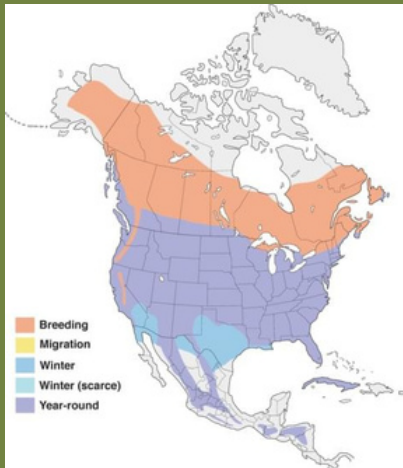 Breeding
Migration
Winter
Winter (scarce)
Year-round